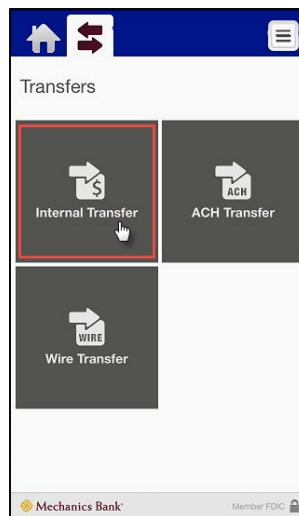 Transfers
$
Internal Transfer
ACH
ACH Transfer
WIRE
Wire Transfer
Mechanics Bank
Member FDIC